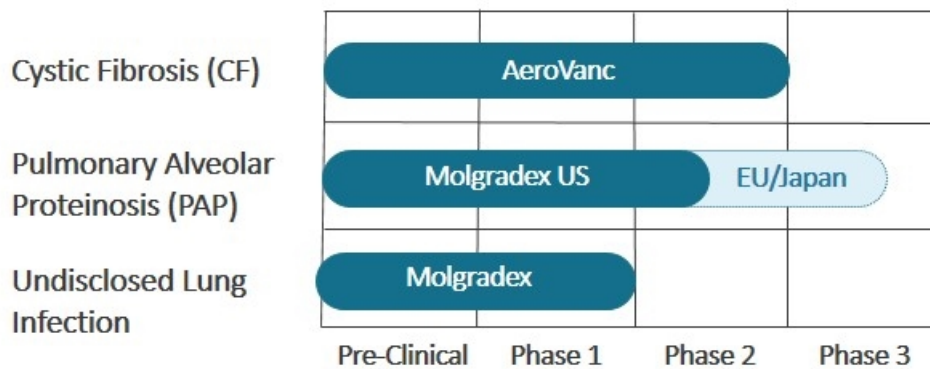 Cystic Fibrosis (CF)
AeroVanc
Pulmonary Alveolar
Proteinosis (PAP)
Molgradex US
EU/Japan
Undisclosed Lung
Infection
Molgradex
Pre-Clinical
Phase 1
Phase 2
Phase 3